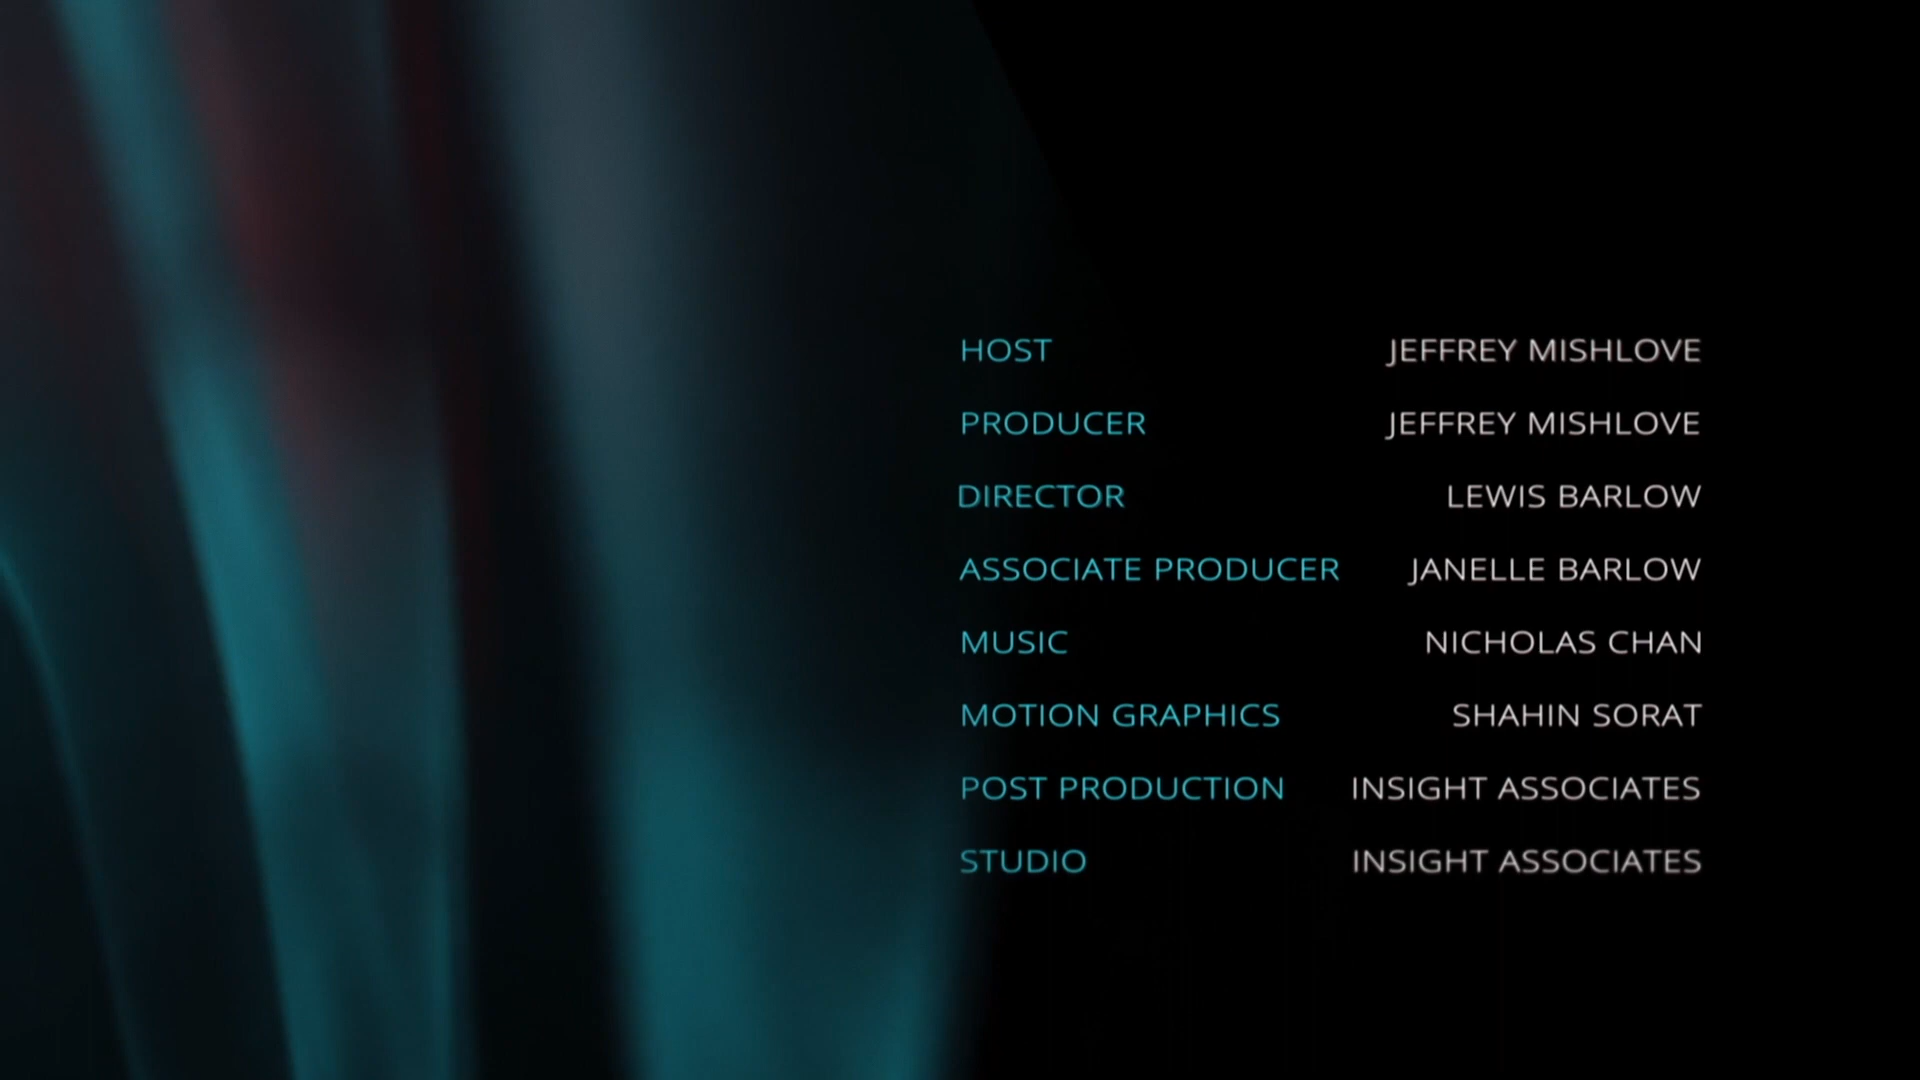 HOST JEFFREY MISHLOVE
PRODUCER JEFFREY MISHLOVE
DIRECTOR LEWIS BARLOW
ASSOCIATE PRODUCER JANELLE BARLOW
MUSIC NICHOLAS CHAN
MOTION GRAPHICS SHAHIN SORAT
POST PRODUCTION INSIGHT ASSOCIATES
STUDIO INSIGHT ASSOCIATES